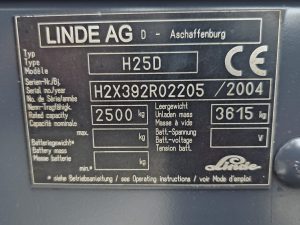 LINDE AG D - Aschaffenburg
Typ
Type
Modèle
H25D
CE
Serien-Nr./Bj.
Serial no./year
No. de Série/année
H2X392R02205 / 2004
Nenn-Tragfähigk.
Rated capacity
Capacité nominale
2500 kg
Leergewicht
Unladen mass
Masse à vide
3615 kg
Batteriegewicht*
Battery mass
Masse batterie
max
kg
min
kg
Batt-Spannung
Batt-voltage
Tension batt.
V
Linde
* siehe Betriebsanleitung / see Operating instructions / voir Mode d'emploi